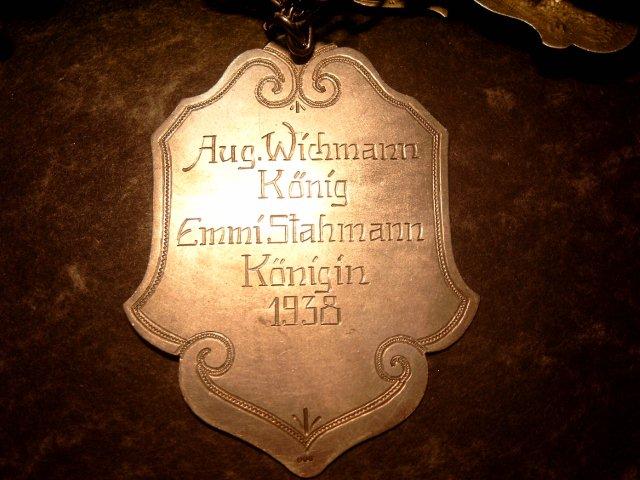 Aug. Wichmann
König
Emmi Stahmann
Königin
1938